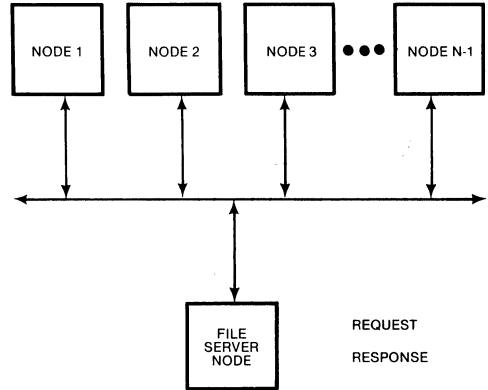 NODE 1
NODE 2
NODE 3
NODE N-1
FILE
SERVER
NODE
REQUEST
RESPONSE